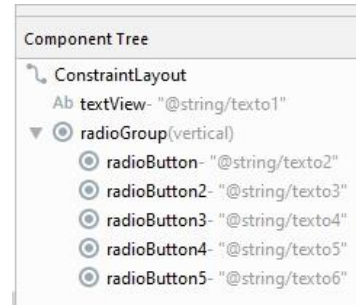 Component Tree
ConstraintLayout
Ab textView- "@string/texto1"
radioGroup(vertical)
radioButton- "@string/texto2"
radioButton2- "@string/texto3"
radioButton3- "@string/texto4"
radioButton4- "@string/texto5"
radioButton5- "@string/texto6"